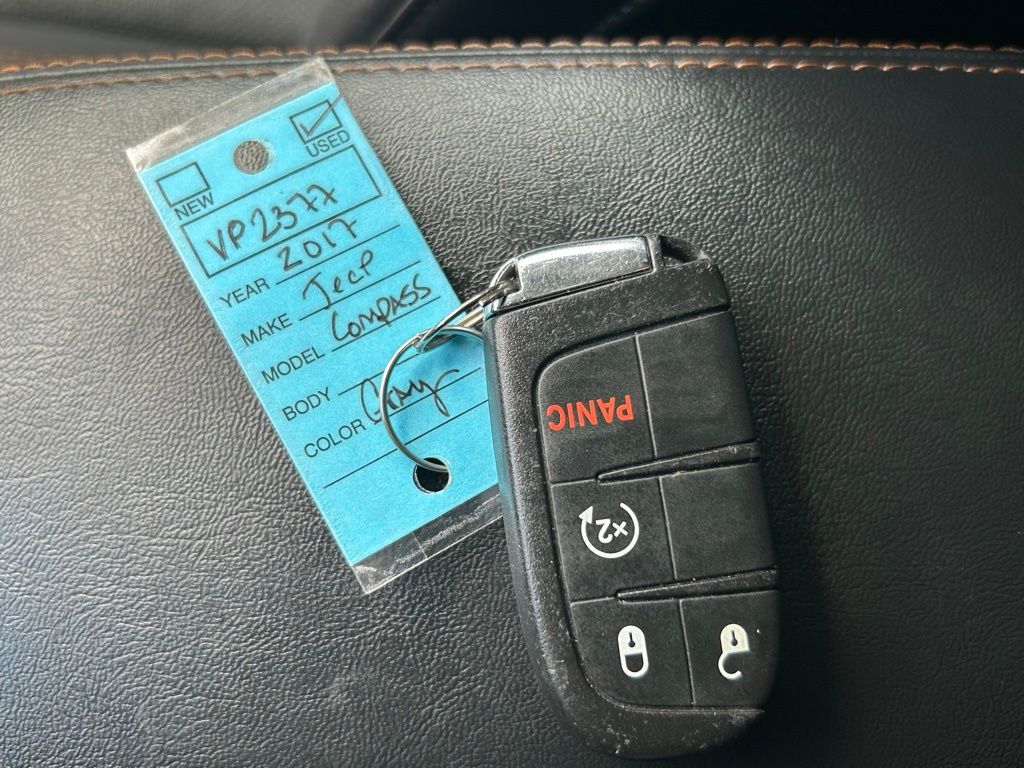 USED
NEW
VP2377
YEAR 2017
MAKE Jeep
MODEL Compass
BODY
COLOR Gray
PANIC
×2